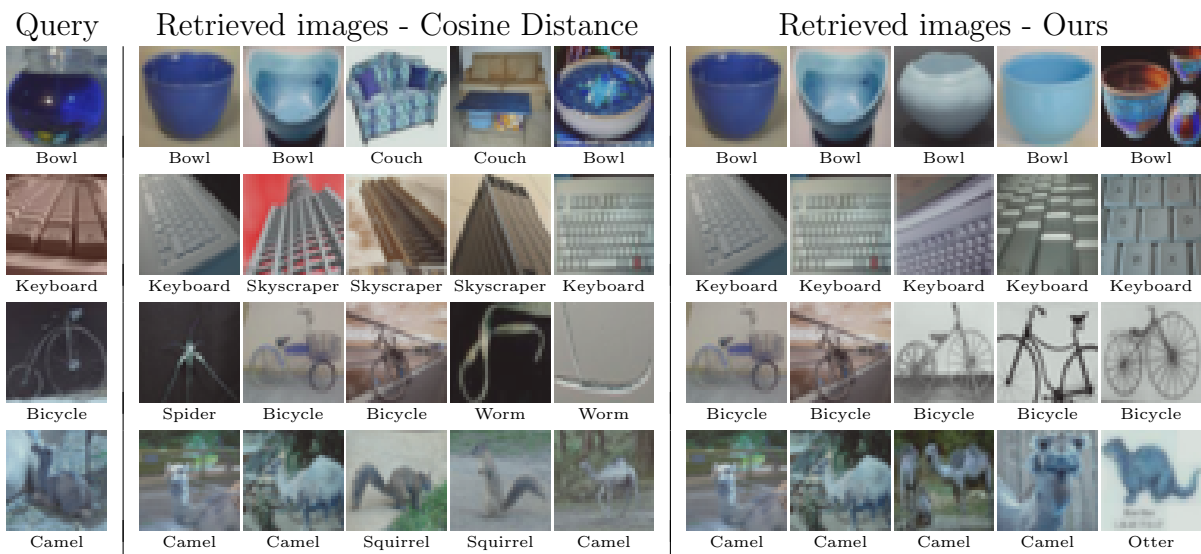 Query Retrieved images - Cosine Distance Retrieved images - Ours
Bowl Bowl Bowl Couch Couch Bowl Bowl Bowl Bowl Bowl Bowl
Keyboard Keyboard Skyscraper Skyscraper Skyscraper Keyboard Keyboard Keyboard Keyboard Keyboard Keyboard
Bicycle Spider Bicycle Bicycle Worm Worm Bicycle Bicycle Bicycle Bicycle Bicycle
Camel Camel Camel Squirrel Squirrel Camel Camel Camel Camel Camel Otter